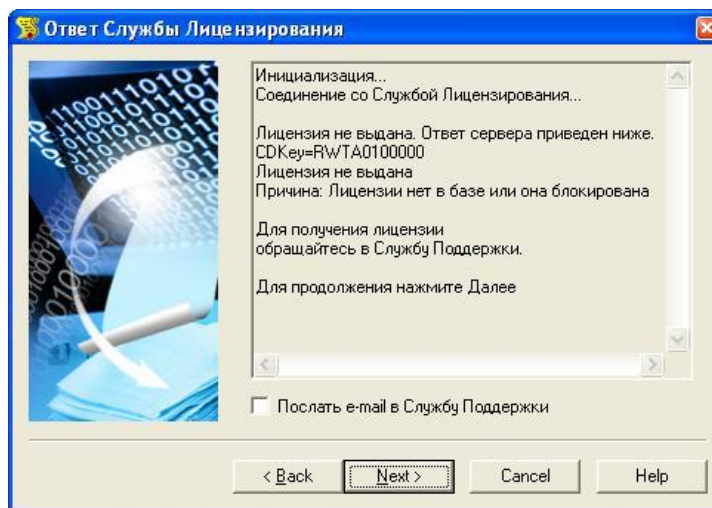 Ответ Службы Лицензирования
Инициализация...
Соединение со Службой Лицензирования...
Лицензия не выдана. Ответ сервера приведен ниже.
CDKey=RWTA0100000
Лицензия не выдана
Причина: Лицензии нет в базе или она блокирована
Для получения лицензии
обращайтесь в Службу Поддержки.
Для продолжения нажмите Далее
Послать e-mail в Службу Поддержки
< Back Next > Cancel Help